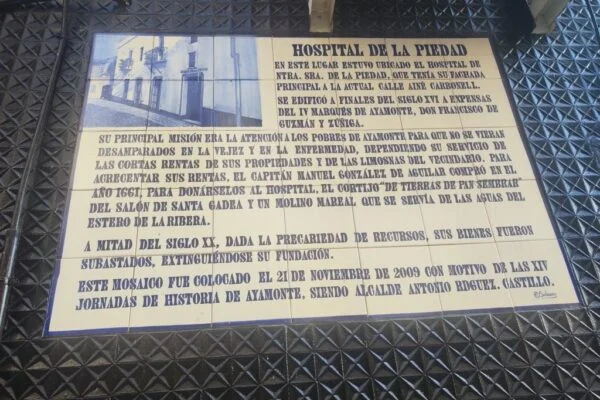 HOSPITAL DE LA PIEDAD
EN ESTE LUGAR ESTUVO UBICADO EL HOSPITAL DE
NTRA. SRA. DE LA PIEDAD, QUE TENÍA SU FACHADA
PRINCIPAL A LA ACTUAL CALLE AINÉ CARBONELL.
SE EDIFICÓ A FINALES DEL SIGLO XVI A EXPENSAS
DEL IV MARQUÉS DE AYAMONTE, DON FRANCISCO DE
GUZMÁN Y ZÚÑIGA.
SU PRINCIPAL MISIÓN ERA LA ATENCIÓN A LOS POBRES DE AYAMONTE PARA QUE NO SE VIERAN
DESAMPARADOS EN LA VEJEZ Y EN LA ENFERMEDAD, DEPENDIENDO SU SERVICIO DE
LAS CORTAS RENTAS DE SUS PROPIEDADES Y DE LAS LIMOSNAS DEL VECINDARIO. PARA
ACRECENTAR SUS RENTAS, EL CAPITÁN MANUEL GONZÁLEZ DE AGUILAR COMPRÓ EN EL
AÑO 1661, PARA DONÁRSELOS AL HOSPITAL, EL CORTIJO "DE TIERRAS DE PAN SEMBRAR"
DEL SALÓN DE SANTA GADEA Y UN MOLINO MAREAL QUE SE SERVÍA DE LAS AGUAS DEL
ESTERO DE LA RIBERA.
A MITAD DEL SIGLO XX, DADA LA PRECARIEDAD DE RECURSOS, SUS BIENES FUERON
SUBASTADOS, EXTINGUIÉNDOSE SU FUNDACIÓN.
ESTE MOSAICO FUE COLOCADO EL 21 DE NOVIEMBRE DE 2009 CON MOTIVO DE LAS XIV
JORNADAS DE HISTORIA DE AYAMONTE, SIENDO ALCALDE ANTONIO RDGUEZ. CASTILLO.